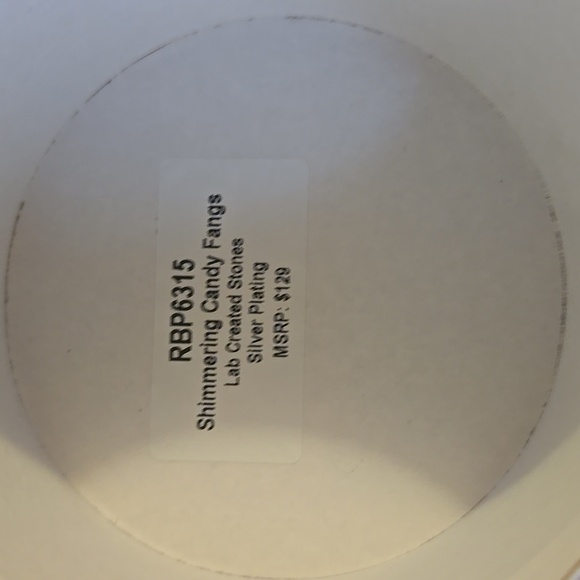 RBP6315
Shimmering Candy Fangs
Lab Created Stones
Silver Plating
MSRP: $129